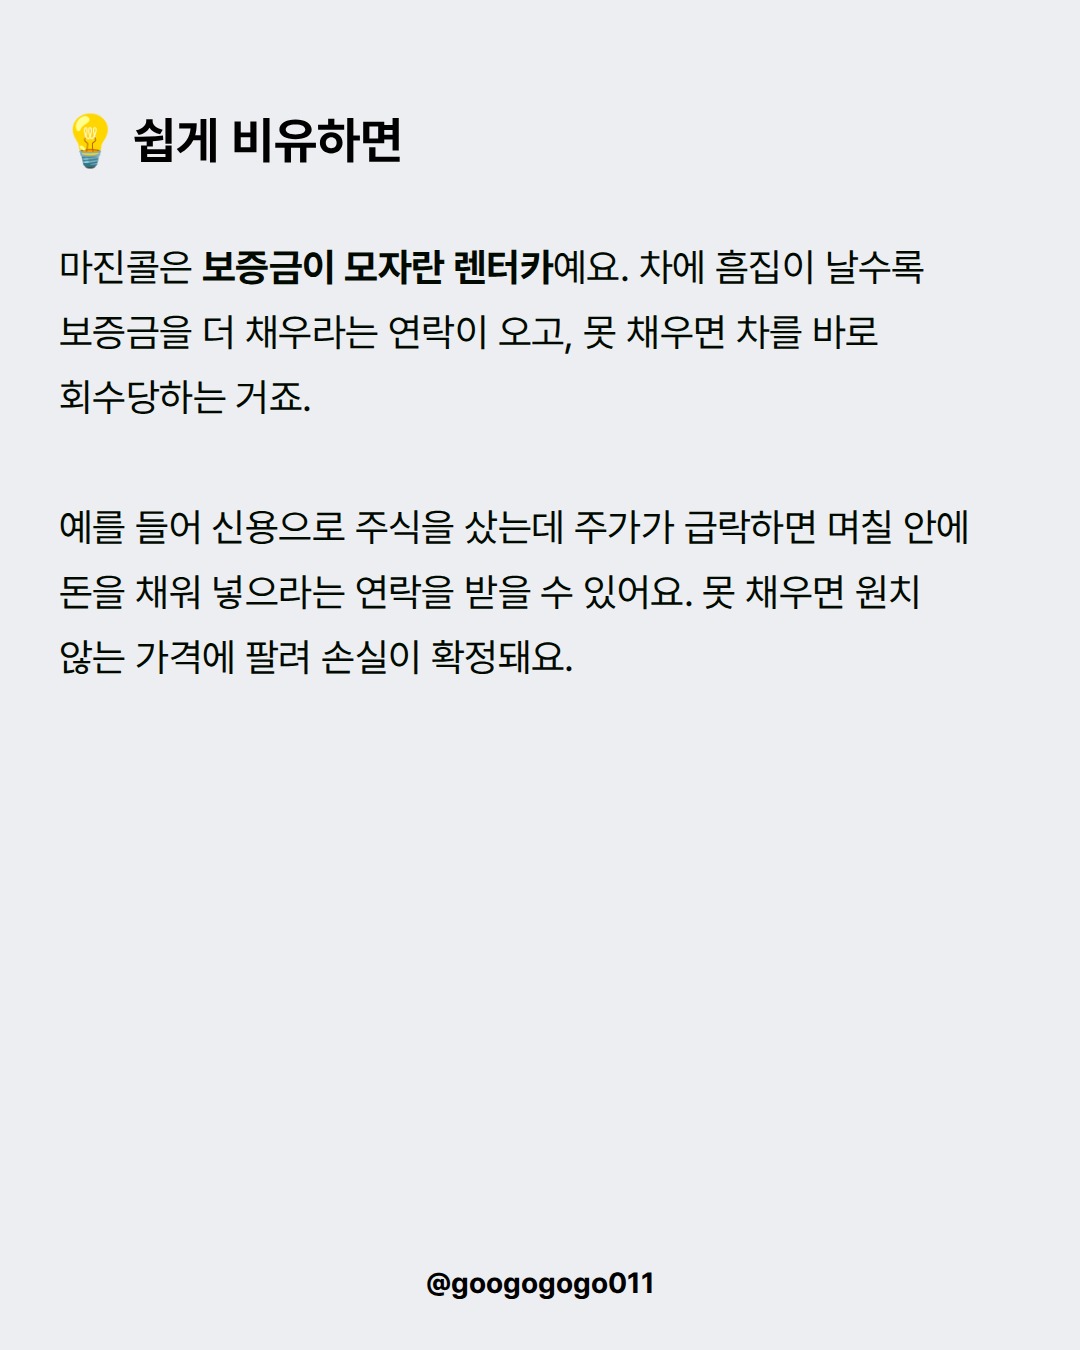 💡 쉽게 비유하면
마진콜은 보증금이 모자란 렌터카예요. 차에 흠집이 날수록
보증금을 더 채우라는 연락이 오고, 못 채우면 차를 바로
회수당하는 거죠.
예를 들어 신용으로 주식을 샀는데 주가가 급락하면 며칠 안에
돈을 채워 넣으라는 연락을 받을 수 있어요. 못 채우면 원치
않는 가격에 팔려 손실이 확정돼요.
@googogogo011